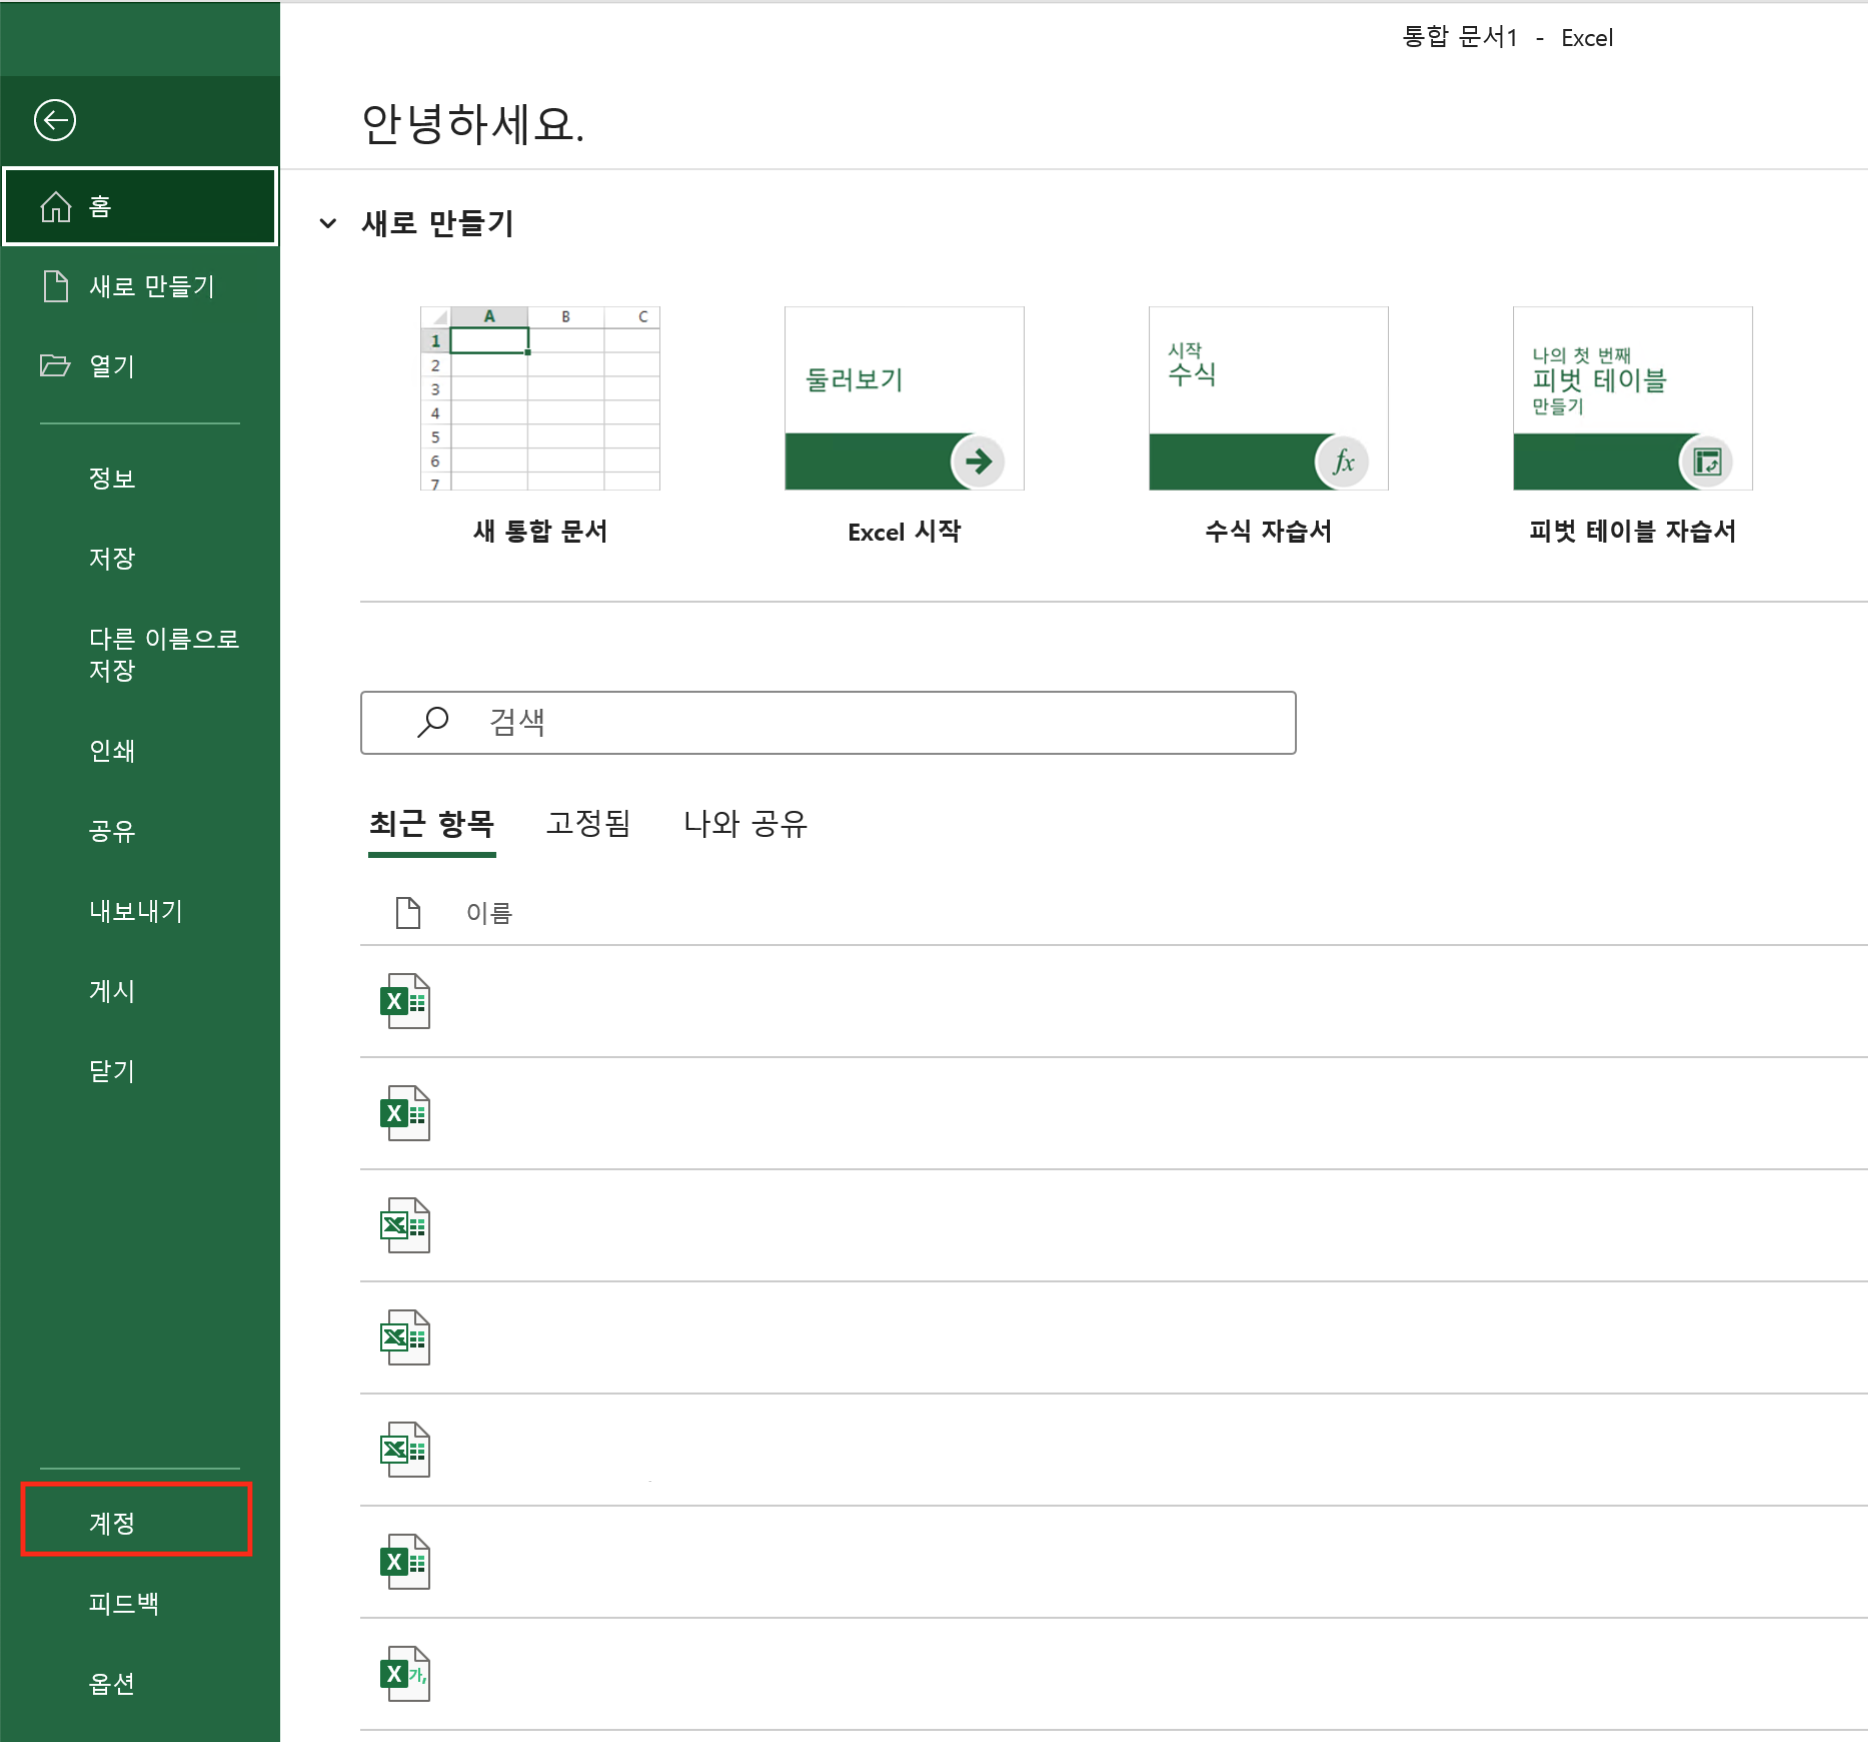 통합 문서1 - Excel
안녕하세요.
홈
새로 만들기
열기
정보
저장
다른 이름으로
저장
인쇄
공유
내보내기
게시
닫기
계정
피드백
옵션
새로 만들기
A B C
1
2
3
4
5
6
7
새 통합 문서
둘러보기
Excel 시작
시작
수식
fx
수식 자습서
나의 첫 번째
피벗 테이블
만들기
피벗 테이블 자습서
검색
최근 항목 고정됨 나와 공유
이름
X
X
X
X
X
X
X 가,